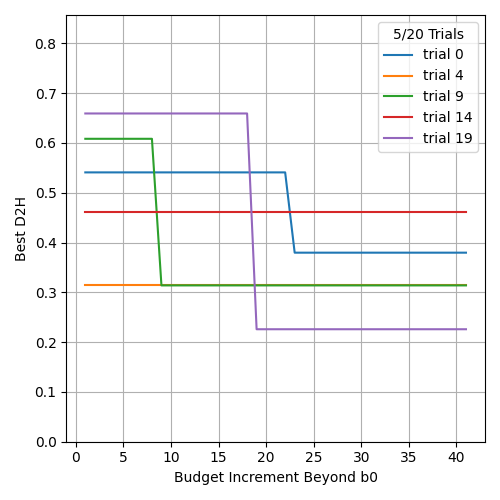 5/20 Trials
trial 0
trial 4
trial 9
trial 14
trial 19
Best D2H
0.8
0.7
0.6
0.5
0.4
0.3
0.2
0.1
0.0
0 5 10 15 20 25 30 35 40
Budget Increment Beyond b0